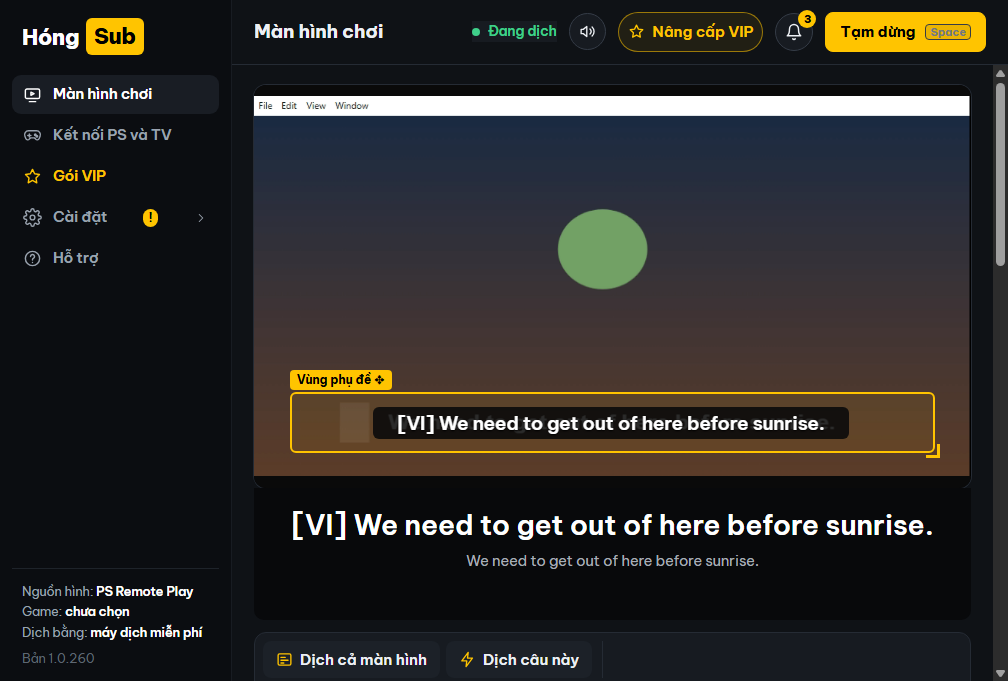 Hóng Sub
Màn hình chơi
Kết nối PS và TV
Gói VIP
Cài đặt !
Hỗ trợ
Nguồn hình: PS Remote Play
Game: chưa chọn
Dịch bằng: máy dịch miễn phí
Bản 1.0.260
Màn hình chơi
Đang dịch
Nâng cấp VIP
3
Tạm dừng Space
File Edit View Window
Vùng phụ đề
[VI] We need to get out of here before sunrise.
[VI] We need to get out of here before sunrise.
We need to get out of here before sunrise.
Dịch cả màn hình
Dịch câu này